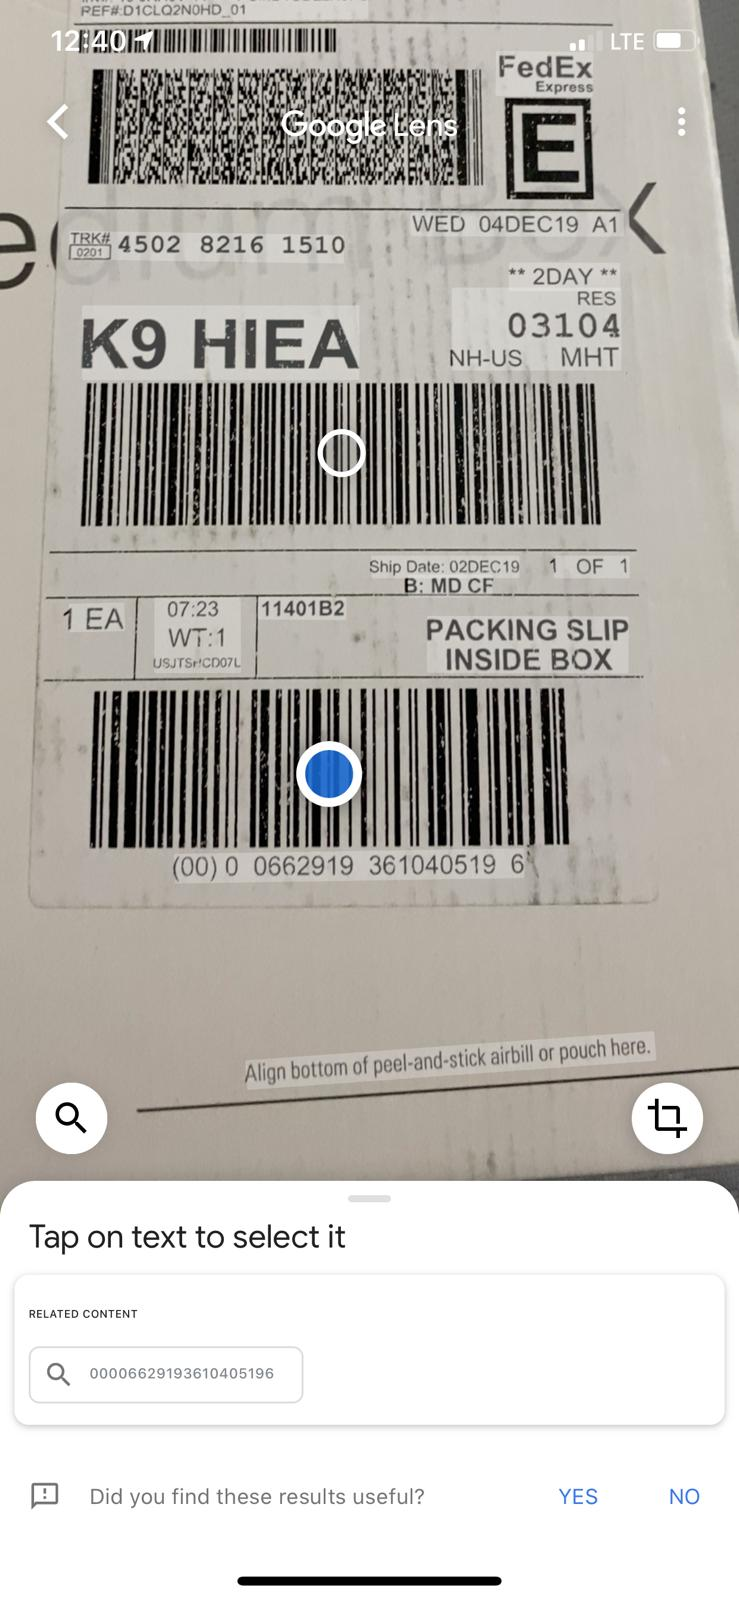 REF#:D1CLQ2N0HD_01
12:40
LTE
FedEx
Express
Google Lens
E
WED 04DEC19 A1
TRK#
0201
4502 8216 1510
** 2DAY **
RES
03104
K9 HIEA
NH-US MHT
Ship Date: 02DEC19 1 OF 1
B: MD CF
1 EA
07:23
WT:1
11401B2
PACKING SLIP
INSIDE BOX
(00) 0 0662919 361040519 6
Align bottom of peel-and-stick airbill or pouch here.
Tap on text to select it
RELATED CONTENT
00006629193610405196
Did you find these results useful?
YES
NO